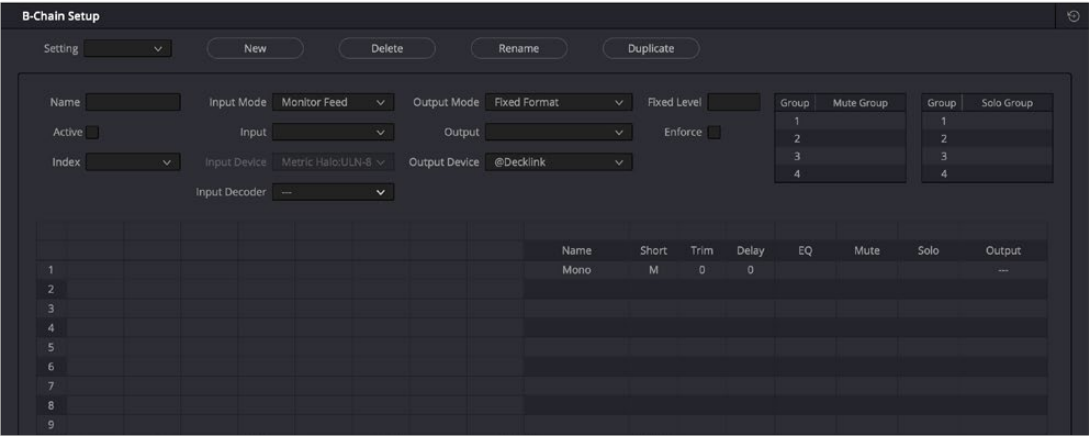 B-Chain Setup
Setting New Delete Rename Duplicate
Name Input Mode Monitor Feed Output Mode Fixed Format Fixed Level Group Mute Group Group Solo Group
1 1
Active Input Output Enforce 2 2
Index Input Device Metric Halo:ULN-8 Output Device @Decklink 3 3
4 4
Input Decoder ---
Name Short Trim Delay EQ Mute Solo Output
1 Mono M 0 0 ---
2
3
4
5
6
7
8
9